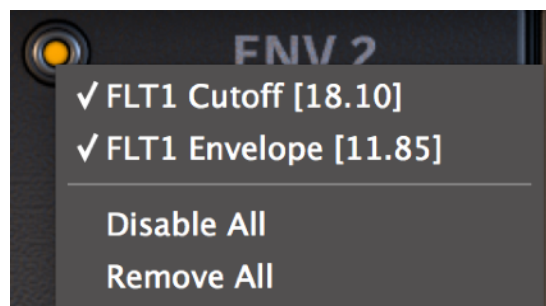 ENV 2
✓ FLT1 Cutoff [18.10]
✓ FLT1 Envelope [11.85]
Disable All
Remove All